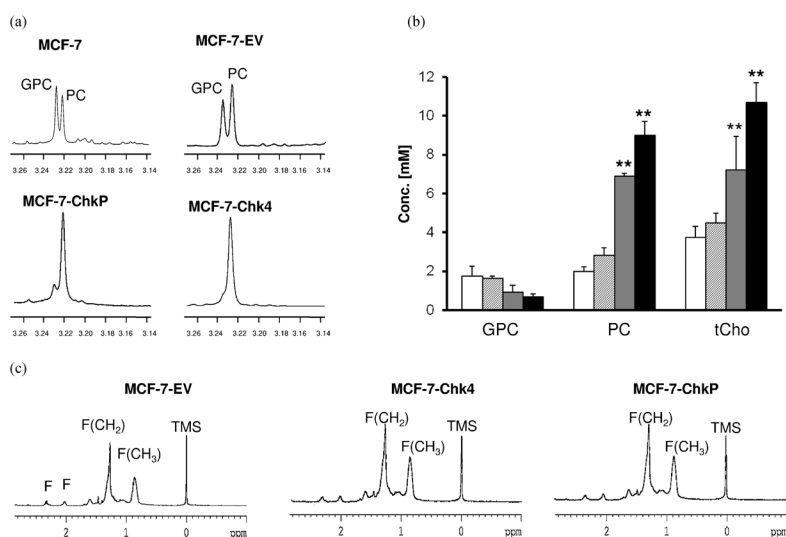 (a)
MCF-7
MCF-7-EV
GPC PC
GPC PC
3.26 3.24 3.22 3.20 3.18 3.16 3.14
3.26 3.24 3.22 3.20 3.18 3.16 3.14
MCF-7-ChkP
MCF-7-Chk4
3.26 3.24 3.22 3.20 3.18 3.16 3.14
3.26 3.24 3.22 3.20 3.18 3.16 3.14
(b)
Conc. [mM]
12
10
8
6
4
2
0
**
**
**
**
GPC PC tCho
(c)
MCF-7-EV
F F F(CH₂) F(CH₃) TMS
2 1 0 ppm
MCF-7-Chk4
F(CH₂) F(CH₃) TMS
2 1 0 ppm
MCF-7-ChkP
F(CH₂) F(CH₃) TMS
2 1 0 ppm